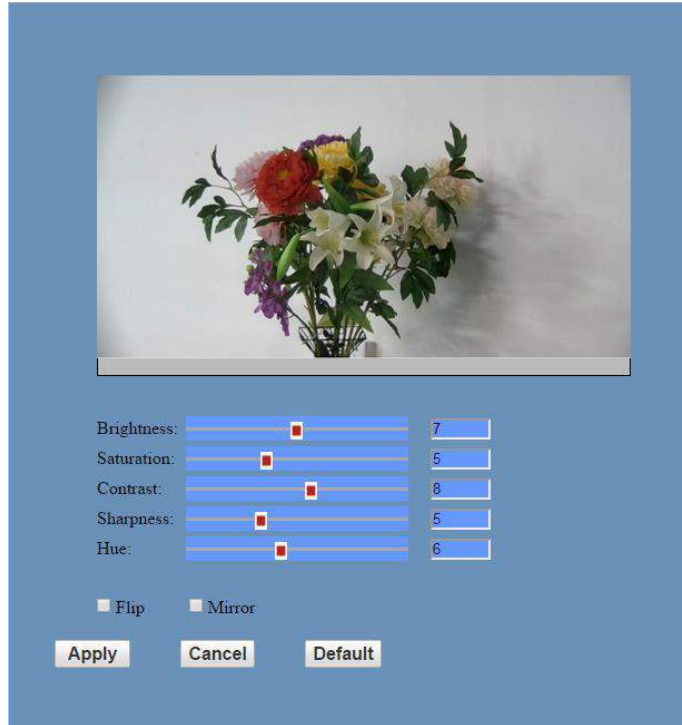 Brightness: 7
Saturation: 5
Contrast: 8
Sharpness: 5
Hue: 6
Flip Mirror
Apply Cancel Default